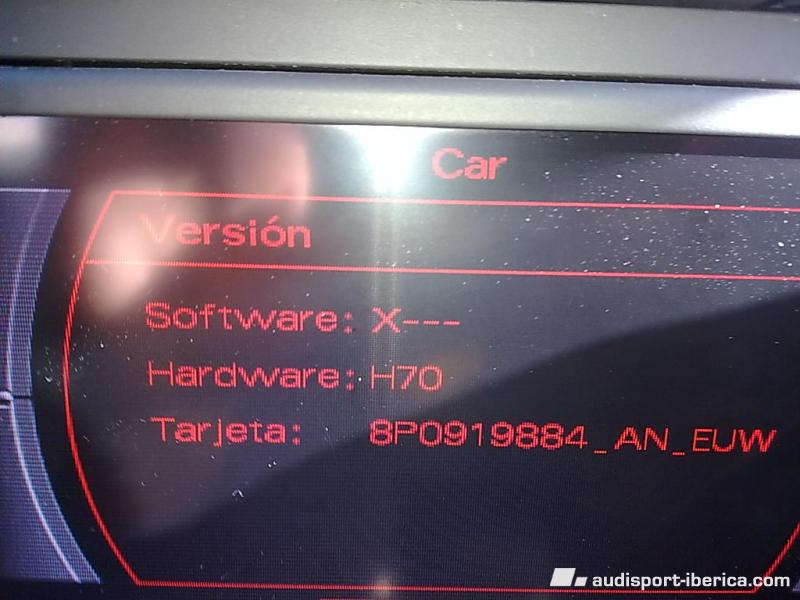 Car
Versión
Software: X---
Hardware: H70
Tarjeta: 8P0919884_AN_EUW
audisport-iberica.com